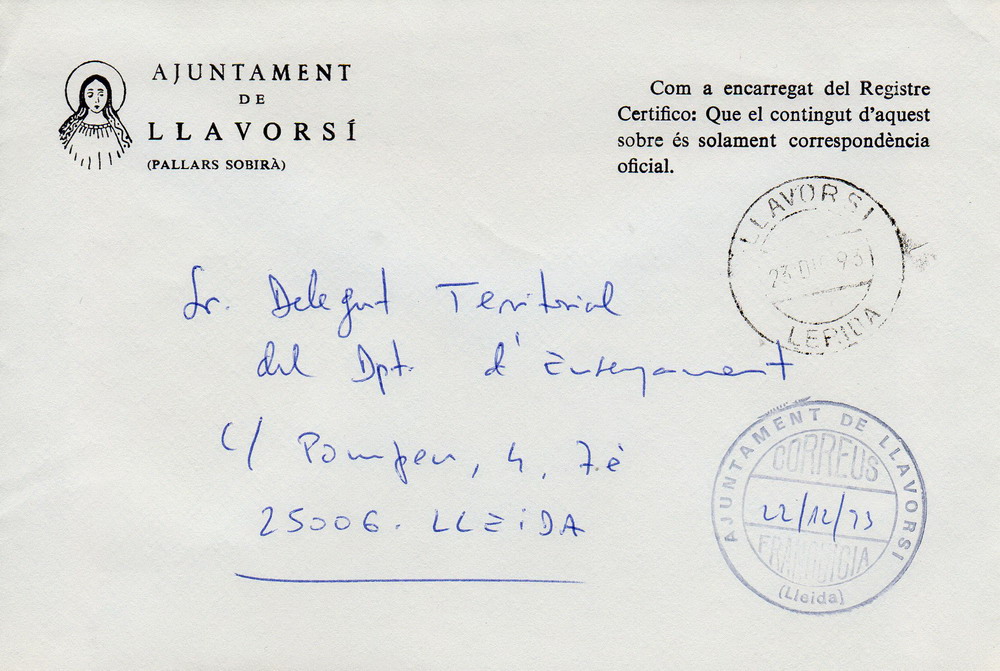 AJUNTAMENT
DE
LLAVORSÍ
(PALLARS SOBIRÀ)
Com a encarregat del Registre
Certifico: Que el contingut d'aquest
sobre és solament correspondència
oficial.
LLAVORSI
23 DIC 93
LERIDA
Sr. Delegat Territorial
del Dpt. d'Ensenyament
C/ Pompeu, 4, 7è
25006. LLEIDA
AJUNTAMENT DE LLAVORSI
CORREUS
22/12/93
FRANQUICIA
(Lleida)